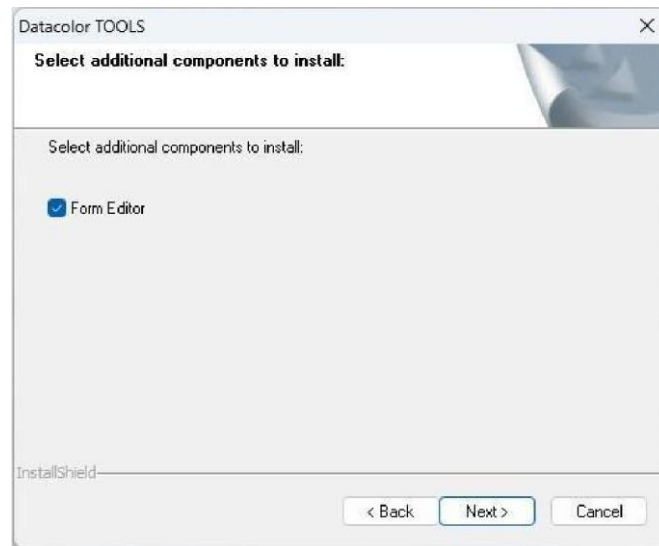 Datacolor TOOLS
Select additional components to install:
Select additional components to install:
Form Editor
InstallShield
< Back Next > Cancel